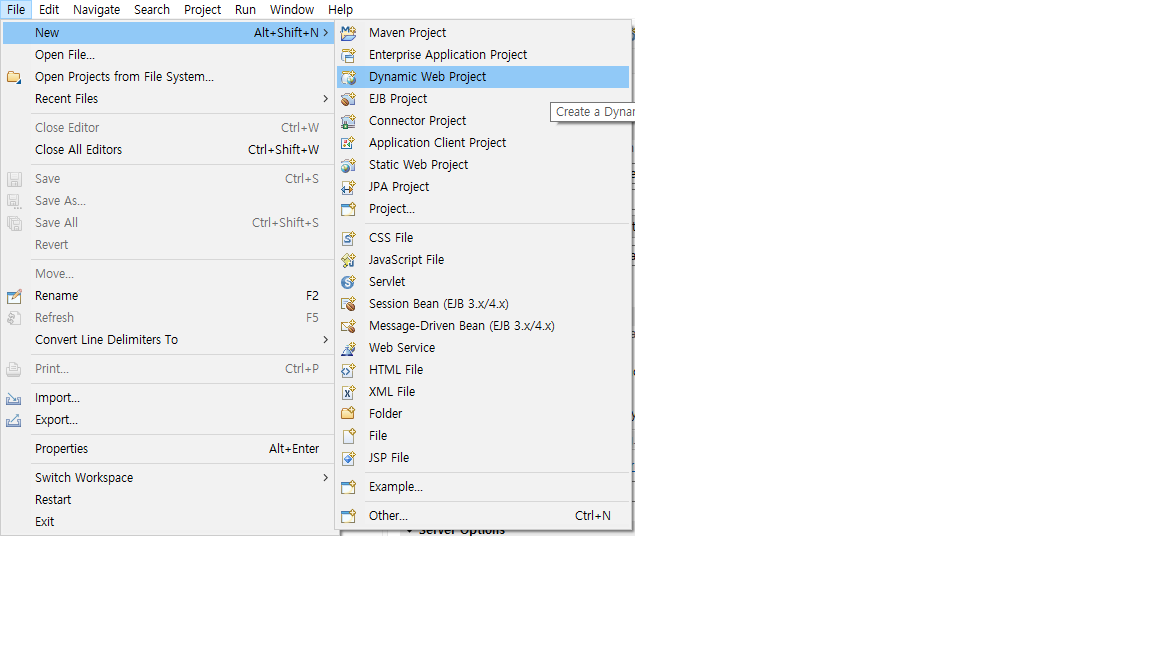 File Edit Navigate Search Project Run Window Help
New Alt+Shift+N
Open File...
Open Projects from File System...
Recent Files
Close Editor Ctrl+W
Close All Editors Ctrl+Shift+W
Save Ctrl+S
Save As...
Save All Ctrl+Shift+S
Revert
Move...
Rename F2
Refresh F5
Convert Line Delimiters To
Print... Ctrl+P
Import...
Export...
Properties Alt+Enter
Switch Workspace
Restart
Exit
Maven Project
Enterprise Application Project
Dynamic Web Project
EJB Project
Create a Dynar
Connector Project
Application Client Project
Static Web Project
JPA Project
Project...
CSS File
JavaScript File
Servlet
Session Bean (EJB 3.x/4.x)
Message-Driven Bean (EJB 3.x/4.x)
Web Service
HTML File
XML File
Folder
File
JSP File
Example...
Other... Ctrl+N
Server Options